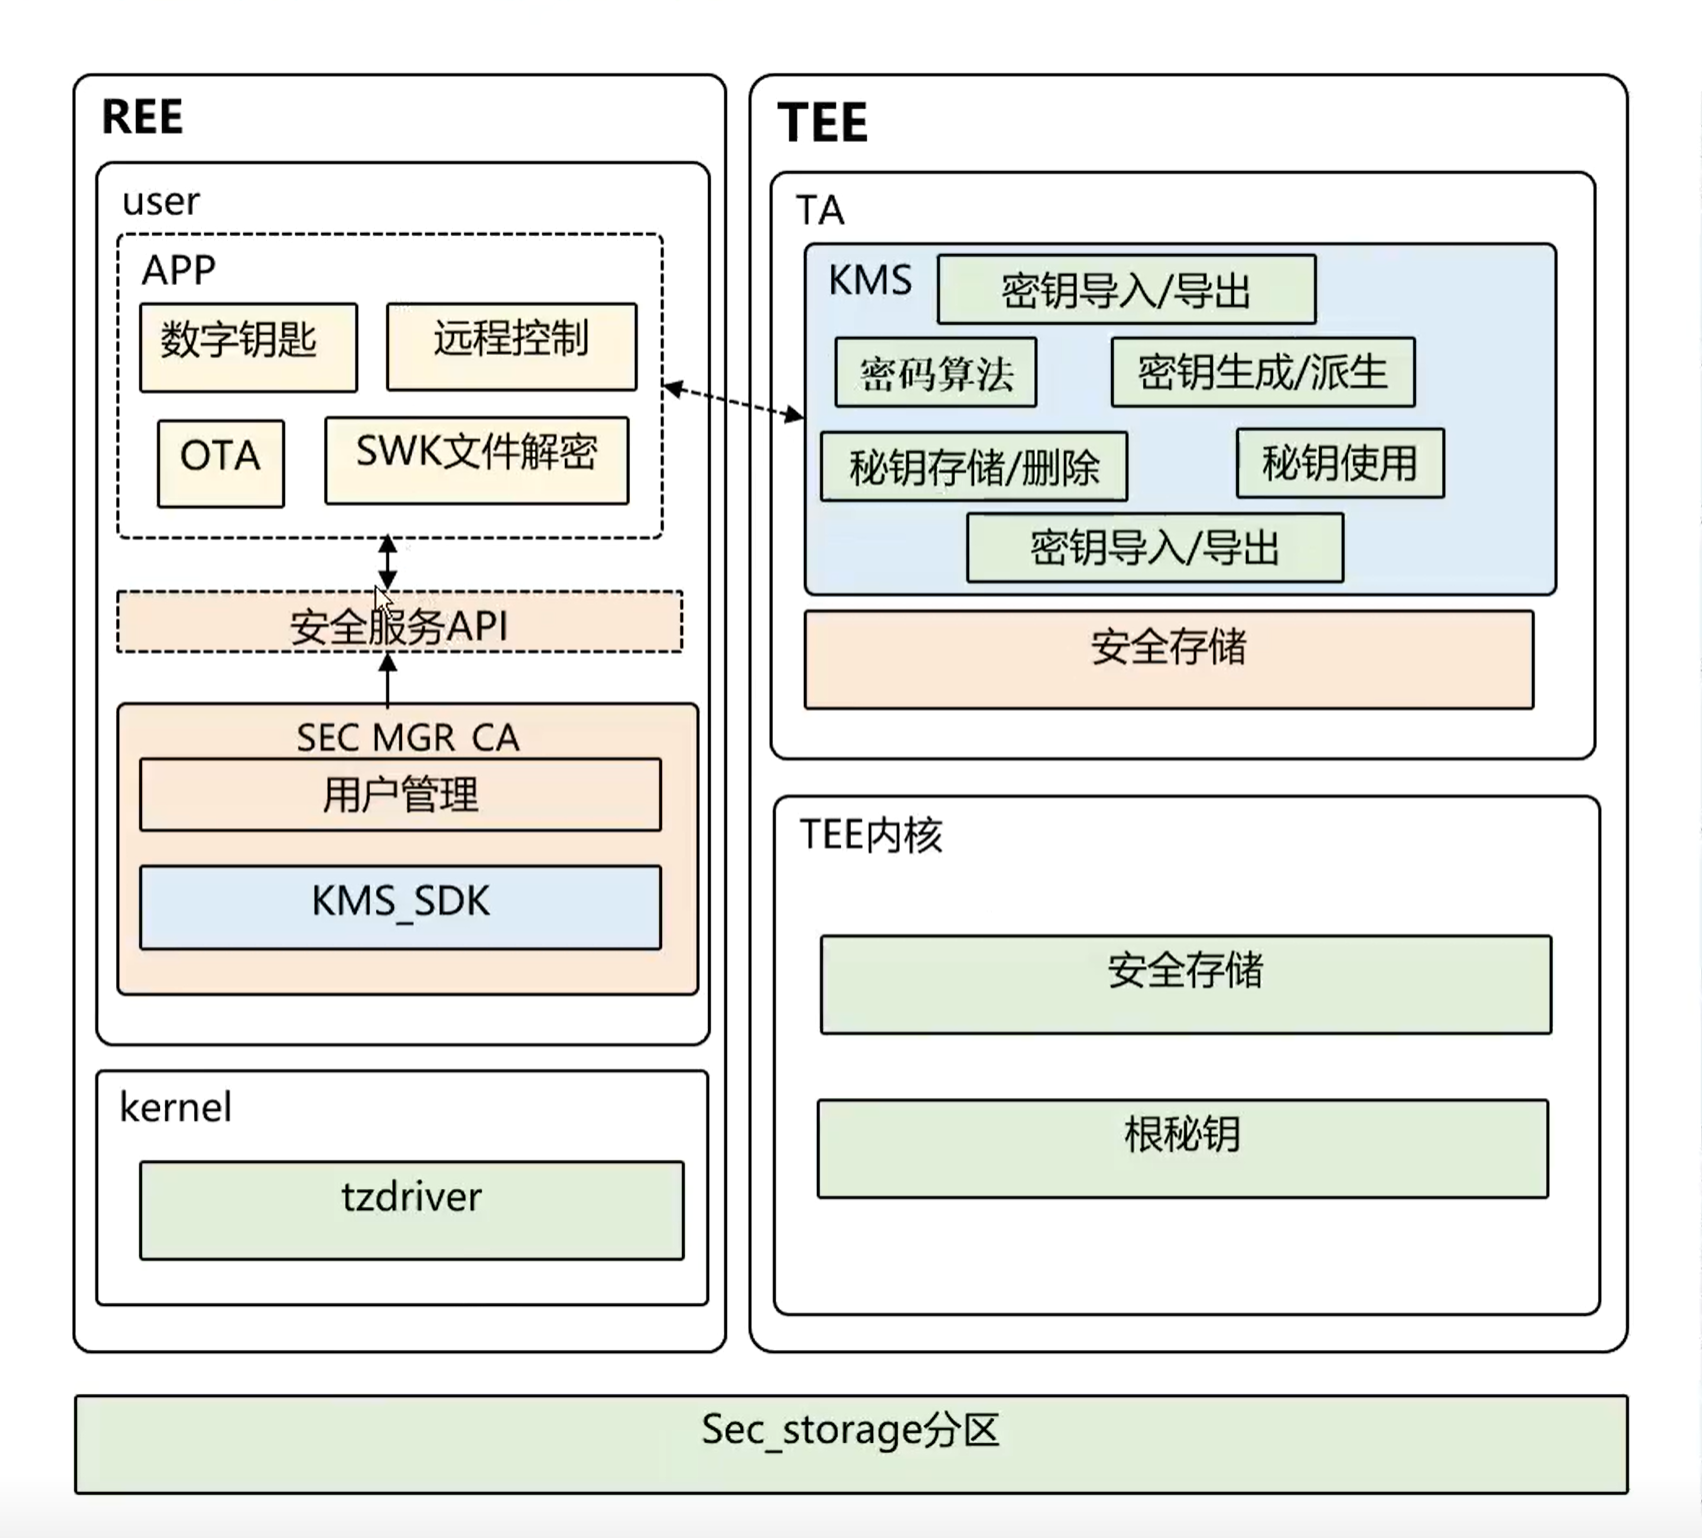 REE
user
APP
数字钥匙
远程控制
OTA
SWK文件解密
安全服务API
SEC MGR CA
用户管理
KMS_SDK
kernel
tzdriver
TEE
TA
KMS
密钥导入/导出
密码算法
密钥生成/派生
秘钥存储/删除
秘钥使用
密钥导入/导出
安全存储
TEE内核
安全存储
根秘钥
Sec_storage分区